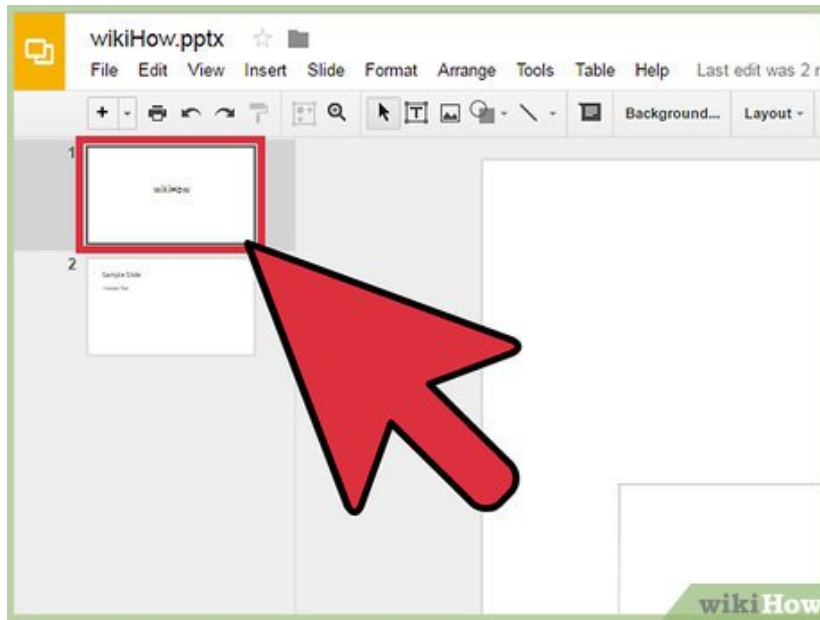 wikiHow.pptx
File Edit View Insert Slide Format Arrange Tools Table Help Last edit was 2
Background... Layout
1
wikiHow
2
Sample Slide
wikiHow